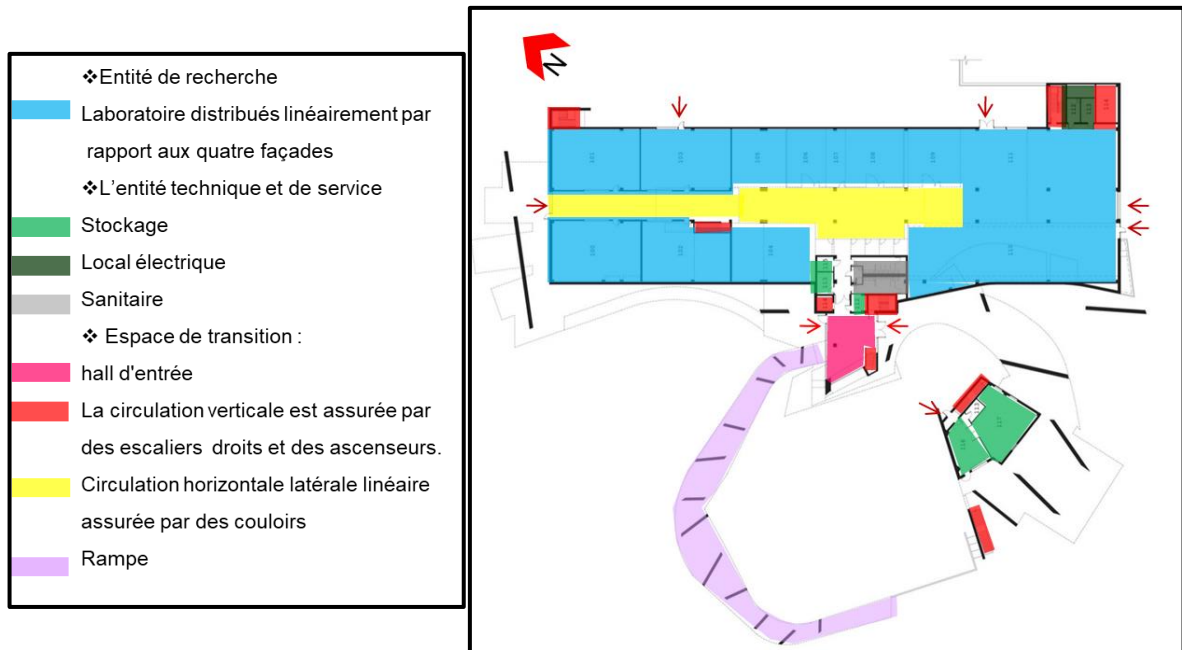 ❖Entité de recherche
Laboratoire distribués linéairement par
rapport aux quatre façades
❖L'entité technique et de service
Stockage
Local électrique
Sanitaire
❖ Espace de transition :
hall d'entrée
La circulation verticale est assurée par
des escaliers droits et des ascenseurs.
Circulation horizontale latérale linéaire
assurée par des couloirs
Rampe
N